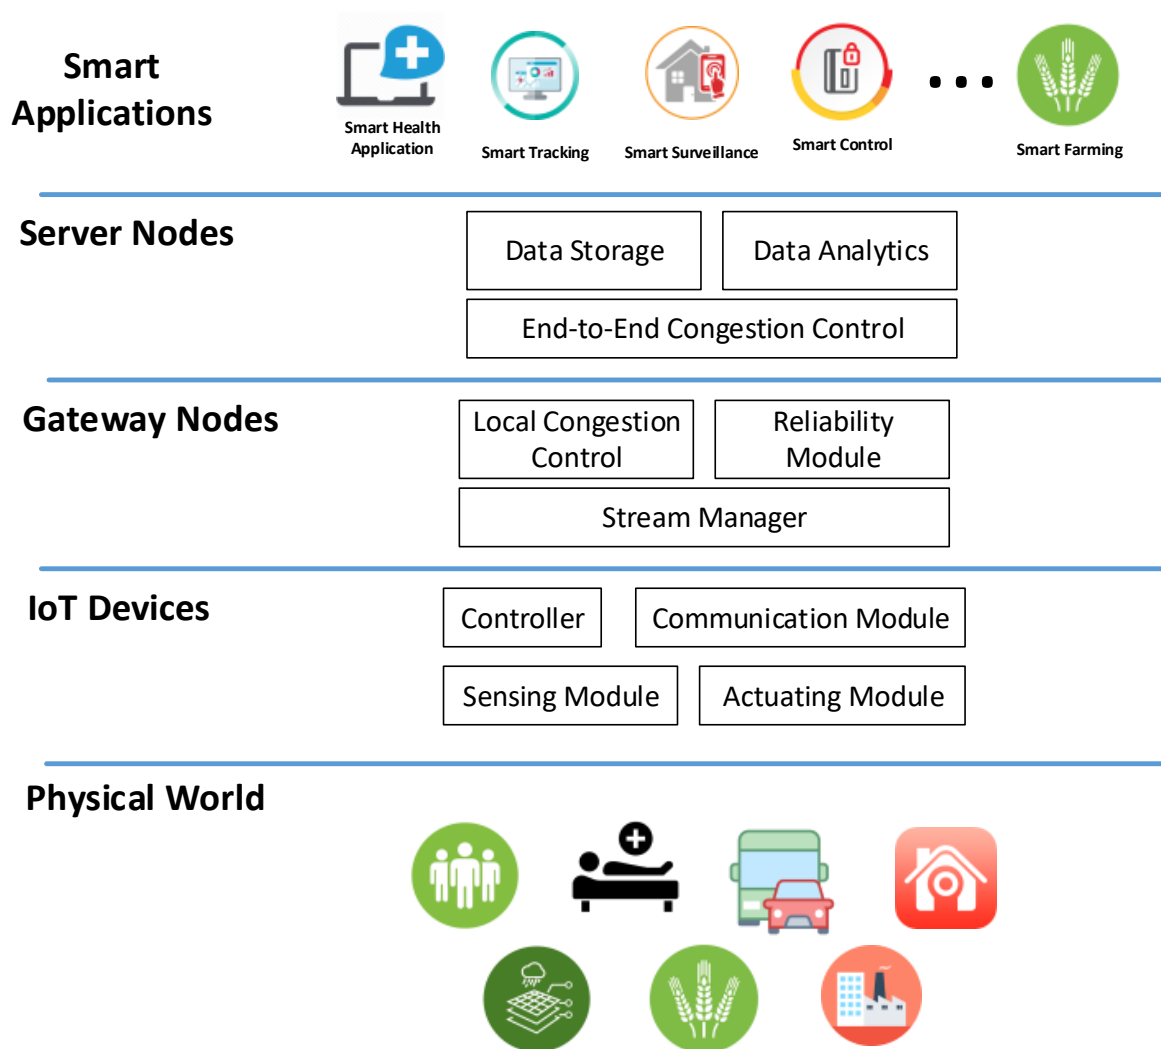 Smart
Applications
Smart Health
Application
Smart Tracking
Smart Surveillance
Smart Control
...
Smart Farming
Server Nodes
Data Storage
Data Analytics
End-to-End Congestion Control
Gateway Nodes
Local Congestion
Control
Reliability
Module
Stream Manager
IoT Devices
Controller
Communication Module
Sensing Module
Actuating Module
Physical World